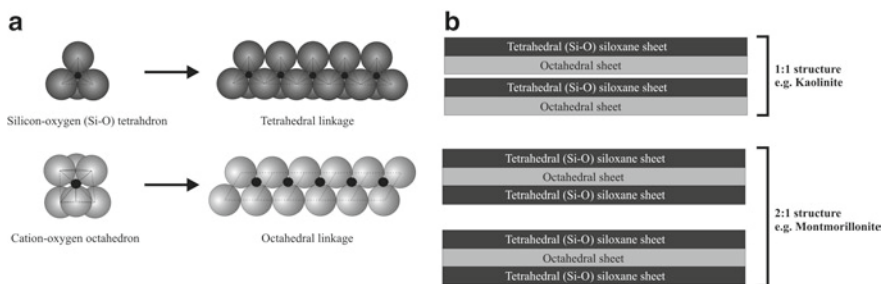 a
Silicon-oxygen (Si-O) tetrahdron
Tetrahedral linkage
Cation-oxygen octahedron
Octahedral linkage
b
Tetrahedral (Si-O) siloxane sheet
Octahedral sheet
Tetrahedral (Si-O) siloxane sheet
Octahedral sheet
1:1 structure
e.g. Kaolinite
Tetrahedral (Si-O) siloxane sheet
Octahedral sheet
Tetrahedral (Si-O) siloxane sheet
Tetrahedral (Si-O) siloxane sheet
Octahedral sheet
Tetrahedral (Si-O) siloxane sheet
2:1 structure
e.g. Montmorillonite